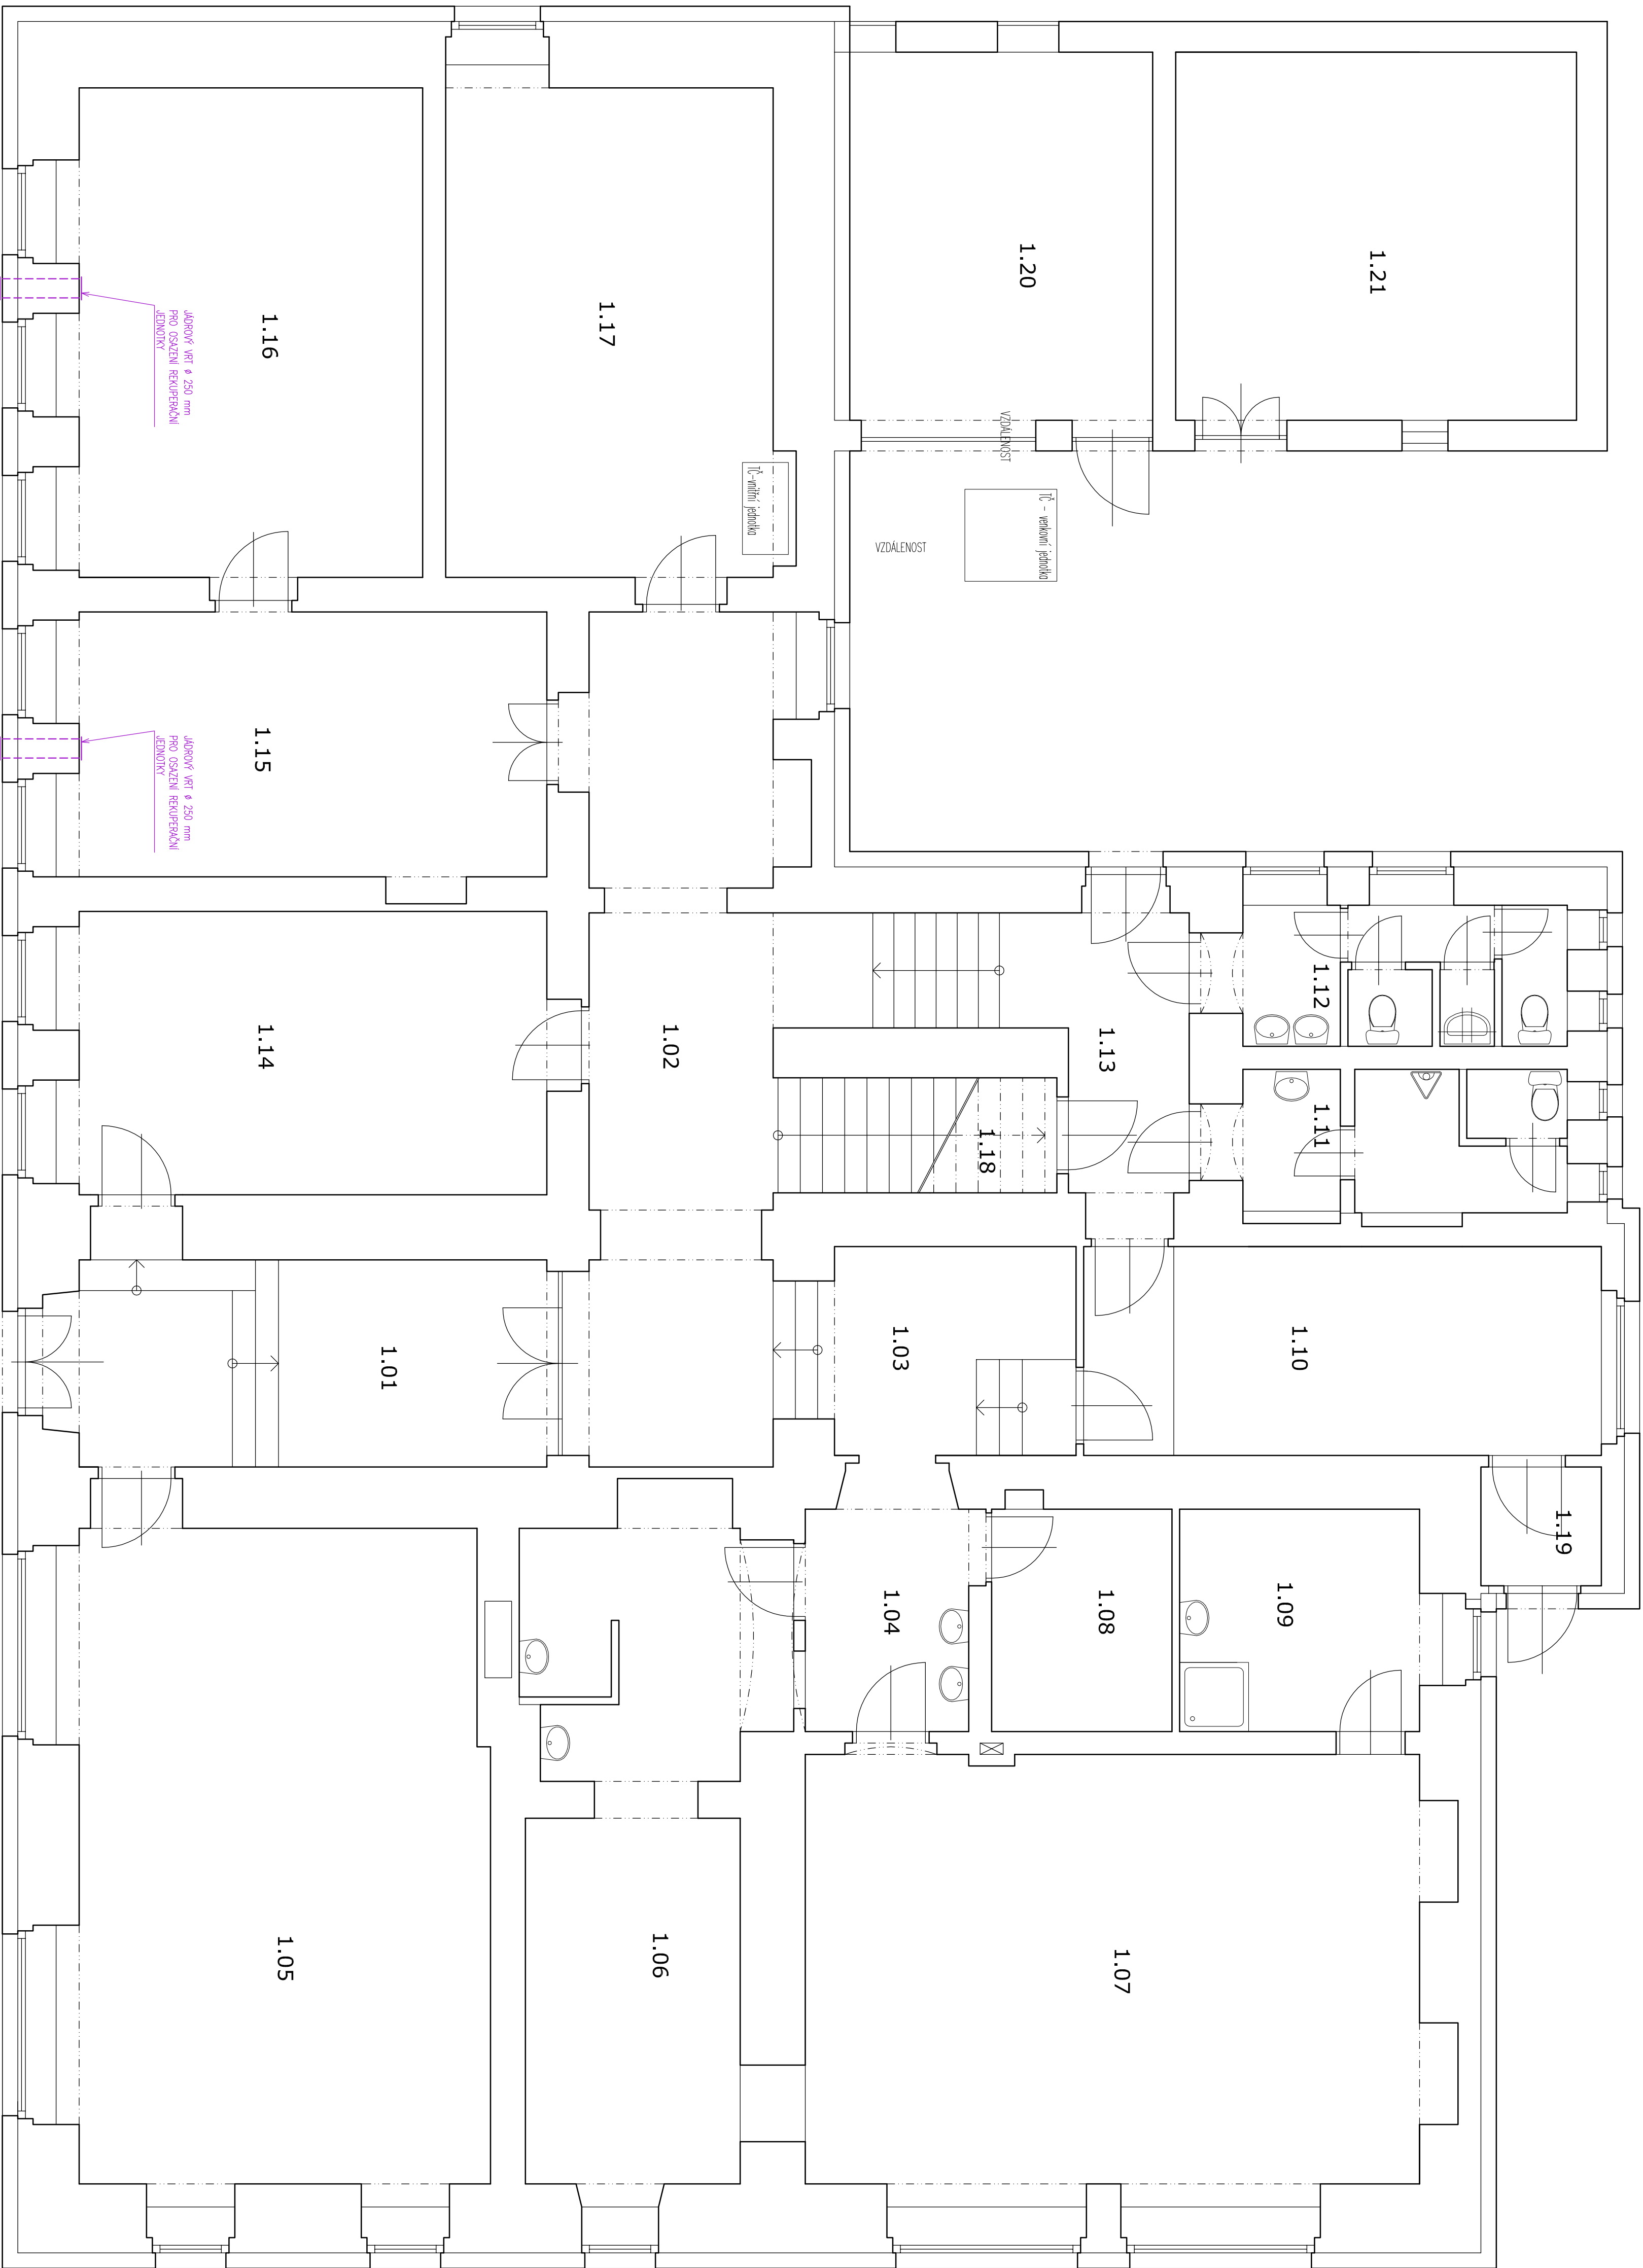 1.21
1.20
1.17
1.16
JÁDROVÝ VRT ø 250 mm
PRO OSAZENÍ REKUPERAČNÍ
JEDNOTKY
VZDÁLENOST
TČ - venkovní jednotka
TČ-vnitřní jednotka
VZDÁLENOST
1.15
JÁDROVÝ VRT ø 250 mm
PRO OSAZENÍ REKUPERAČNÍ
JEDNOTKY
1.12
1.13
1.02
1.14
1.11
1.18
1.10
1.03
1.01
1.19
1.09
1.08
1.04
1.07
1.06
1.05